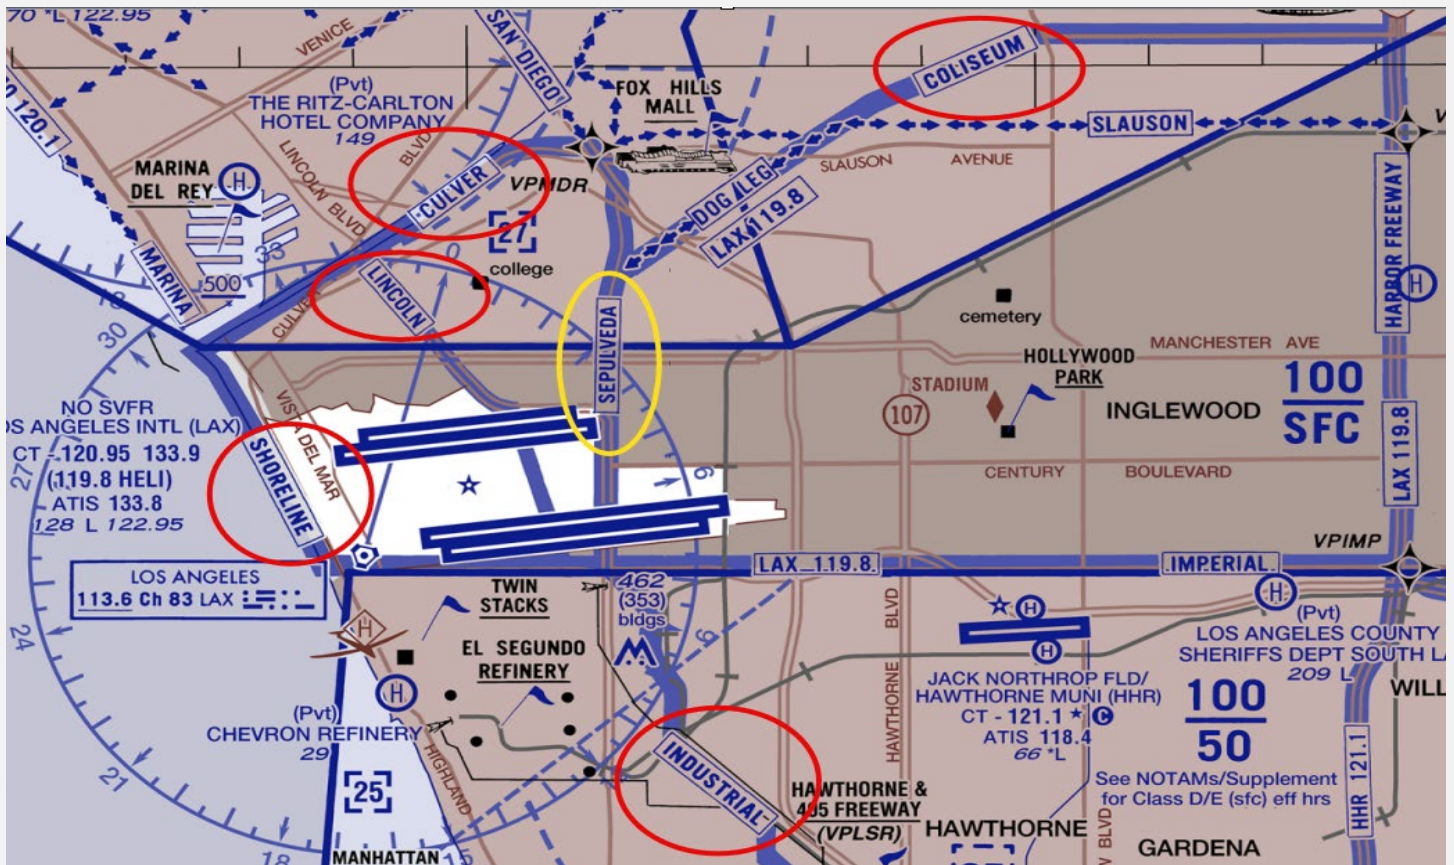 70 *L 122.95
VENICE
SAN DIEGO
COLISEUM
(Pvt)
THE RITZ-CARLTON
HOTEL COMPANY
149
FOX HILLS
MALL
120.1
BLVD
SLAUSON
SLAUSON AVENUE
LINCOLN BLVD
MARINA
DEL REY
H
CULVER
VPMDR
DOG LEG
LAX 119.8
HARBOR FREEWAY
27
college
33
0
500
MARINA
LINCOLN
CULVER
H
30
cemetery
SEPULVEDA
MANCHESTER AVE
HOLLYWOOD
PARK
STADIUM
107
INGLEWOOD
100
SFC
VISTA DEL MAR
NO SVFR
OS ANGELES INTL (LAX)
CT - 120.95 133.9
(119.8 HELI)
ATIS 133.8
128 L 122.95
SHORELINE
27
6
CENTURY BOULEVARD
LAX 119.8
VPIMP
LAX 119.8
IMPERIAL
LOS ANGELES
113.6 Ch 83 LAX
TWIN
STACKS
462
(353)
bldgs
H
H
H
(Pvt)
LOS ANGELES COUNTY
SHERIFFS DEPT SOUTH LA
209 L
24
H
EL SEGUNDO
REFINERY
9
HAWTHORNE BLVD
JACK NORTHROP FLD/
HAWTHORNE MUNI (HHR)
CT - 121.1 * C
ATIS 118.4
66 *L
100
50
WILL
H
(Pvt)
CHEVRON REFINERY
29
HIGHLAND
INDUSTRIAL
See NOTAMs/Supplement
for Class D/E (sfc) eff hrs
HHR 121.1
21
25
HAWTHORNE &
405 FREEWAY
(VPLSR)
HAWTHORNE
BLVD
GARDENA
18
MANHATTAN